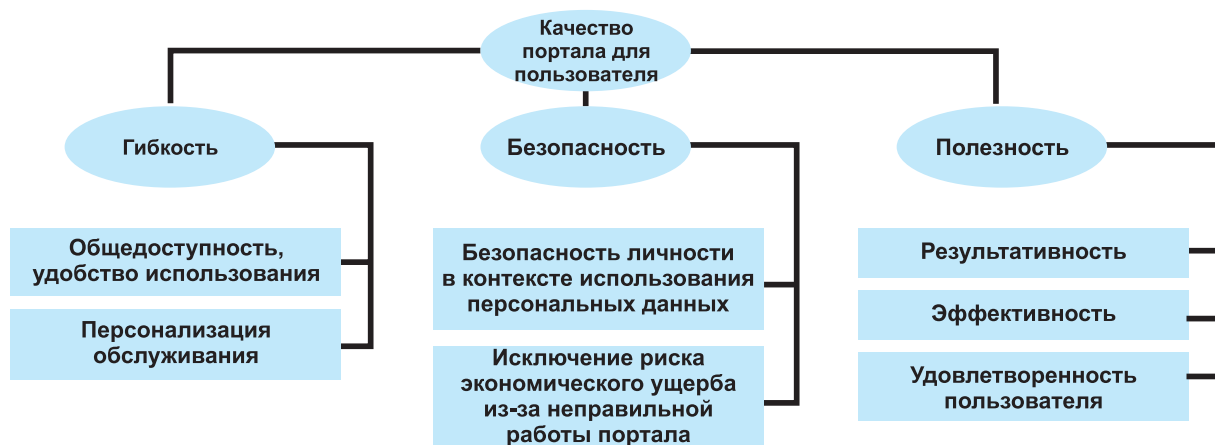 Качество
портала для
пользователя
Гибкость
Безопасность
Полезность
Общедоступность,
удобство использования
Персонализация
обслуживания
Безопасность личности
в контексте использования
персональных данных
Исключение риска
экономического ущерба
из-за неправильной
работы портала
Результативность
Эффективность
Удовлетворенность
пользователя